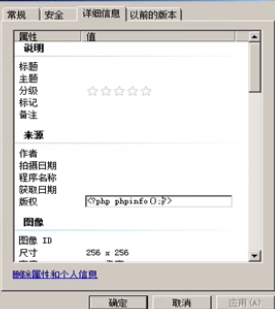 常规 安全 详细信息 以前的版本
属性 值
说明
标题
主题
分级
标记
备注
来源
作者
拍摄日期
程序名称
获取日期
版权 <?php phpinfo();?>
图像
图像 ID
尺寸 256 x 256
删除属性和个人信息
确定 取消 应用(A)